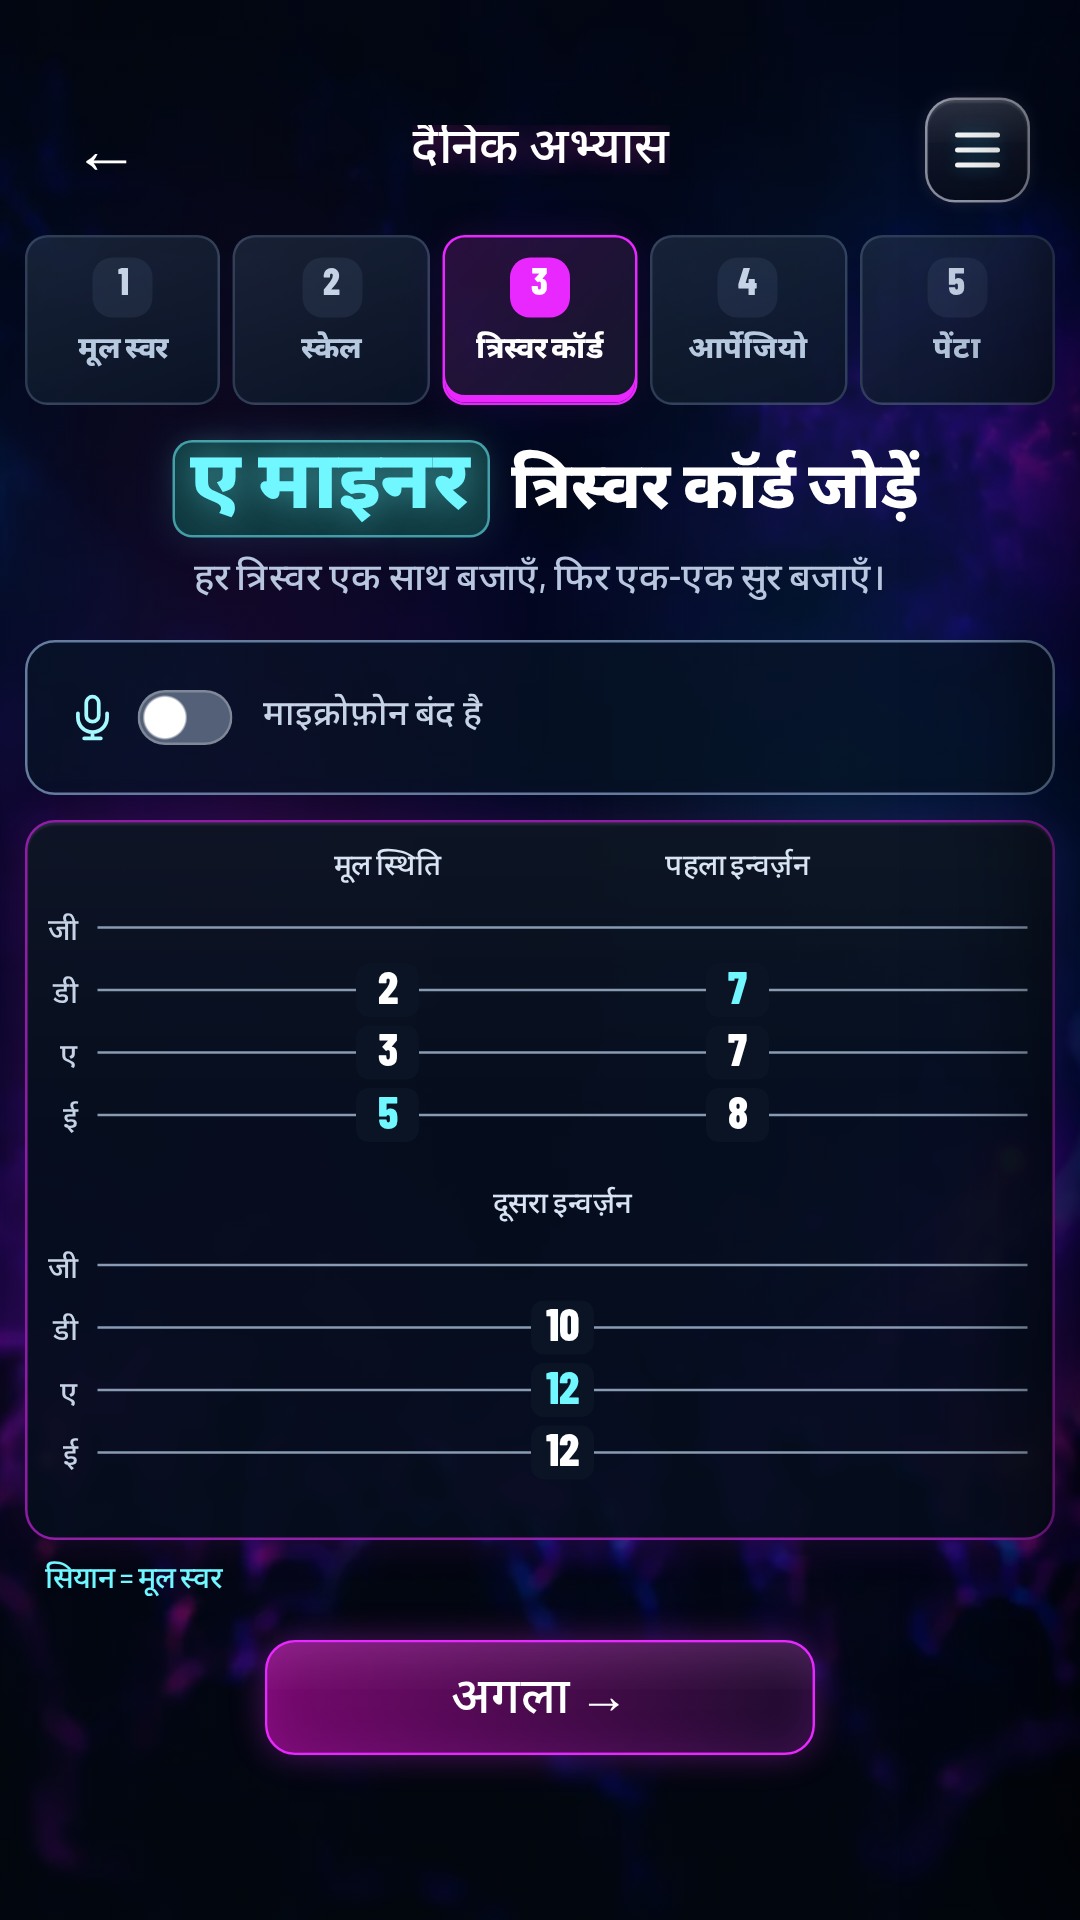 ←
दैनिक अभ्यास
1
मूल स्वर
2
स्केल
3
त्रिस्वर कॉर्ड
4
आर्पेजियो
5
पेंटा
ए माइनर त्रिस्वर कॉर्ड जोड़ें
हर त्रिस्वर एक साथ बजाएँ, फिर एक-एक सुर बजाएँ।
माइक्रोफ़ोन बंद है
मूल स्थिति पहला इन्वर्ज़न
जी
डी 2 7
ए 3 7
ई 5 8
दूसरा इन्वर्ज़न
जी
डी 10
ए 12
ई 12
सियान = मूल स्वर
अगला →